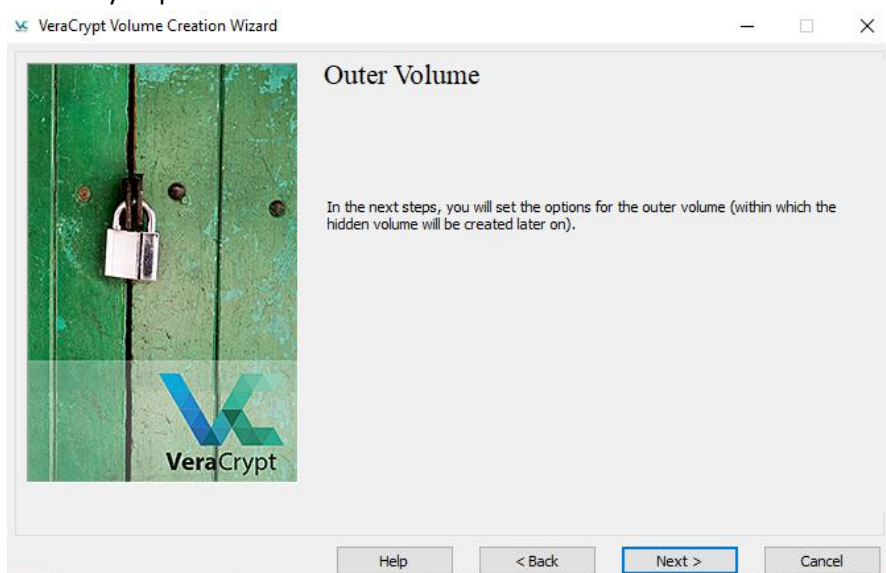 VeraCrypt Volume Creation Wizard
Outer Volume
In the next steps, you will set the options for the outer volume (within which the
hidden volume will be created later on).
VeraCrypt
Help
< Back
Next >
Cancel